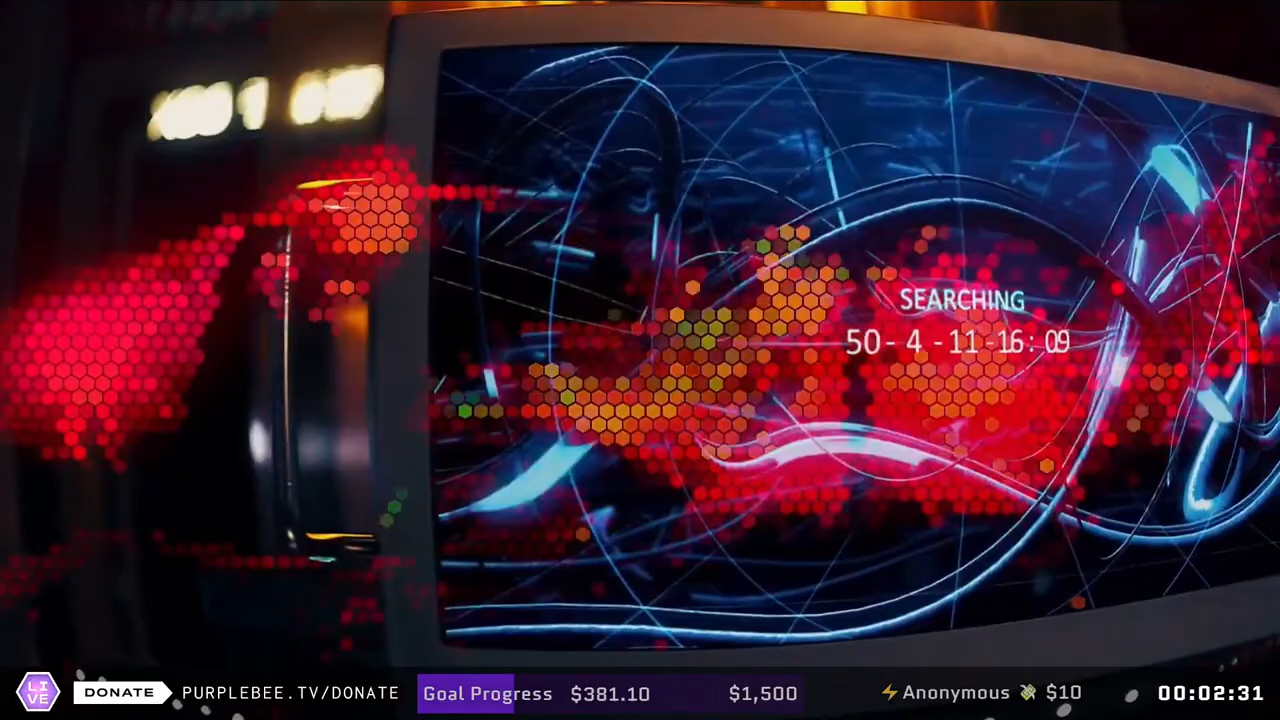 SEARCHING
50- 4 -11-16: 09
LIVE
DONATE
PURPLEBEE.TV/DONATE
Goal Progress $381.10 $1,500
Anonymous $10
00:02:31